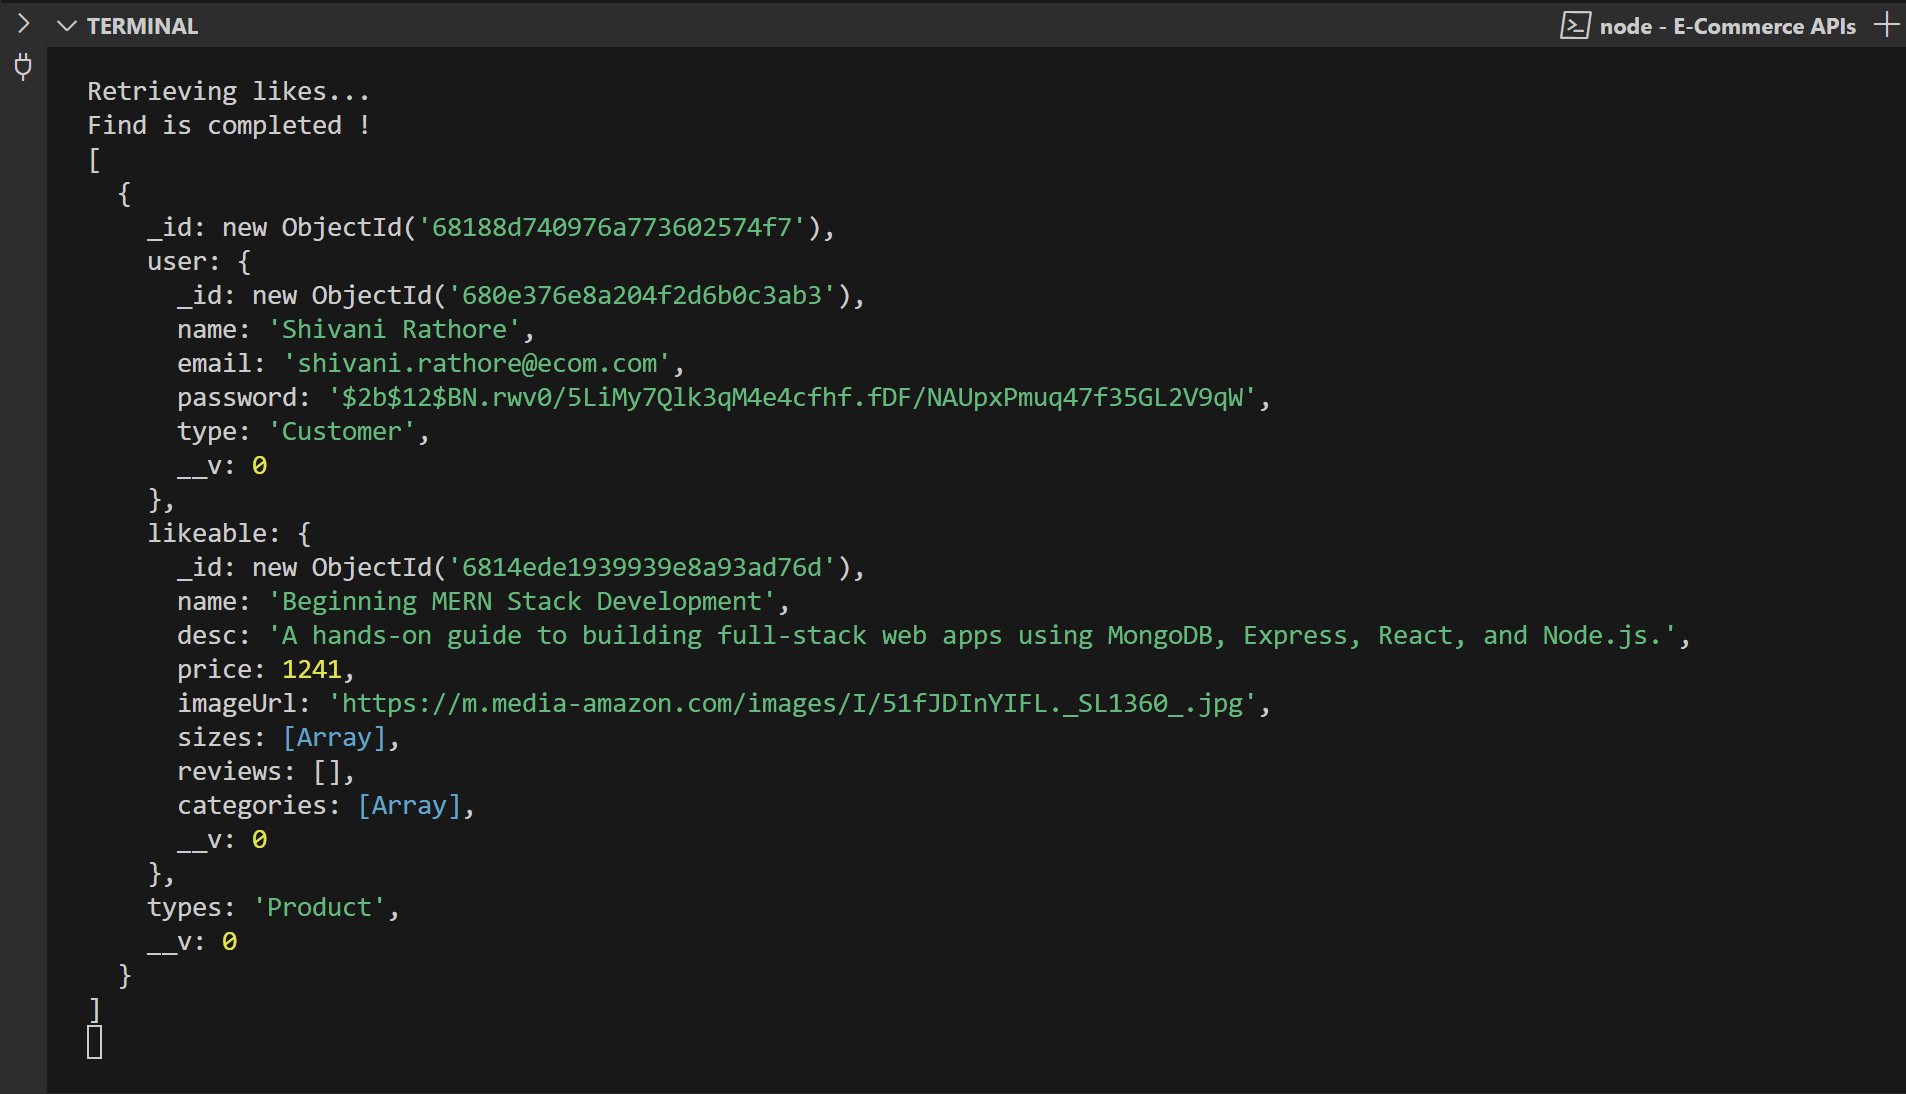 TERMINAL
node - E-Commerce APIs
Retrieving likes...
Find is completed !
[
  {
    _id: new ObjectId('68188d740976a773602574f7'),
    user: {
      _id: new ObjectId('680e376e8a204f2d6b0c3ab3'),
      name: 'Shivani Rathore',
      email: 'shivani.rathore@ecom.com',
      password: '$2b$12$BN.rwv0/5LiMy7Qlk3qM4e4cfhf.fDF/NAUpxPmuq47f35GL2V9qW',
      type: 'Customer',
      __v: 0
    },
    likeable: {
      _id: new ObjectId('6814ede1939939e8a93ad76d'),
      name: 'Beginning MERN Stack Development',
      desc: 'A hands-on guide to building full-stack web apps using MongoDB, Express, React, and Node.js.',
      price: 1241,
      imageUrl: 'https://m.media-amazon.com/images/I/51fJDInYIFL._SL1360_.jpg',
      sizes: [Array],
      reviews: [],
      categories: [Array],
      __v: 0
    },
    types: 'Product',
    __v: 0
  }
]